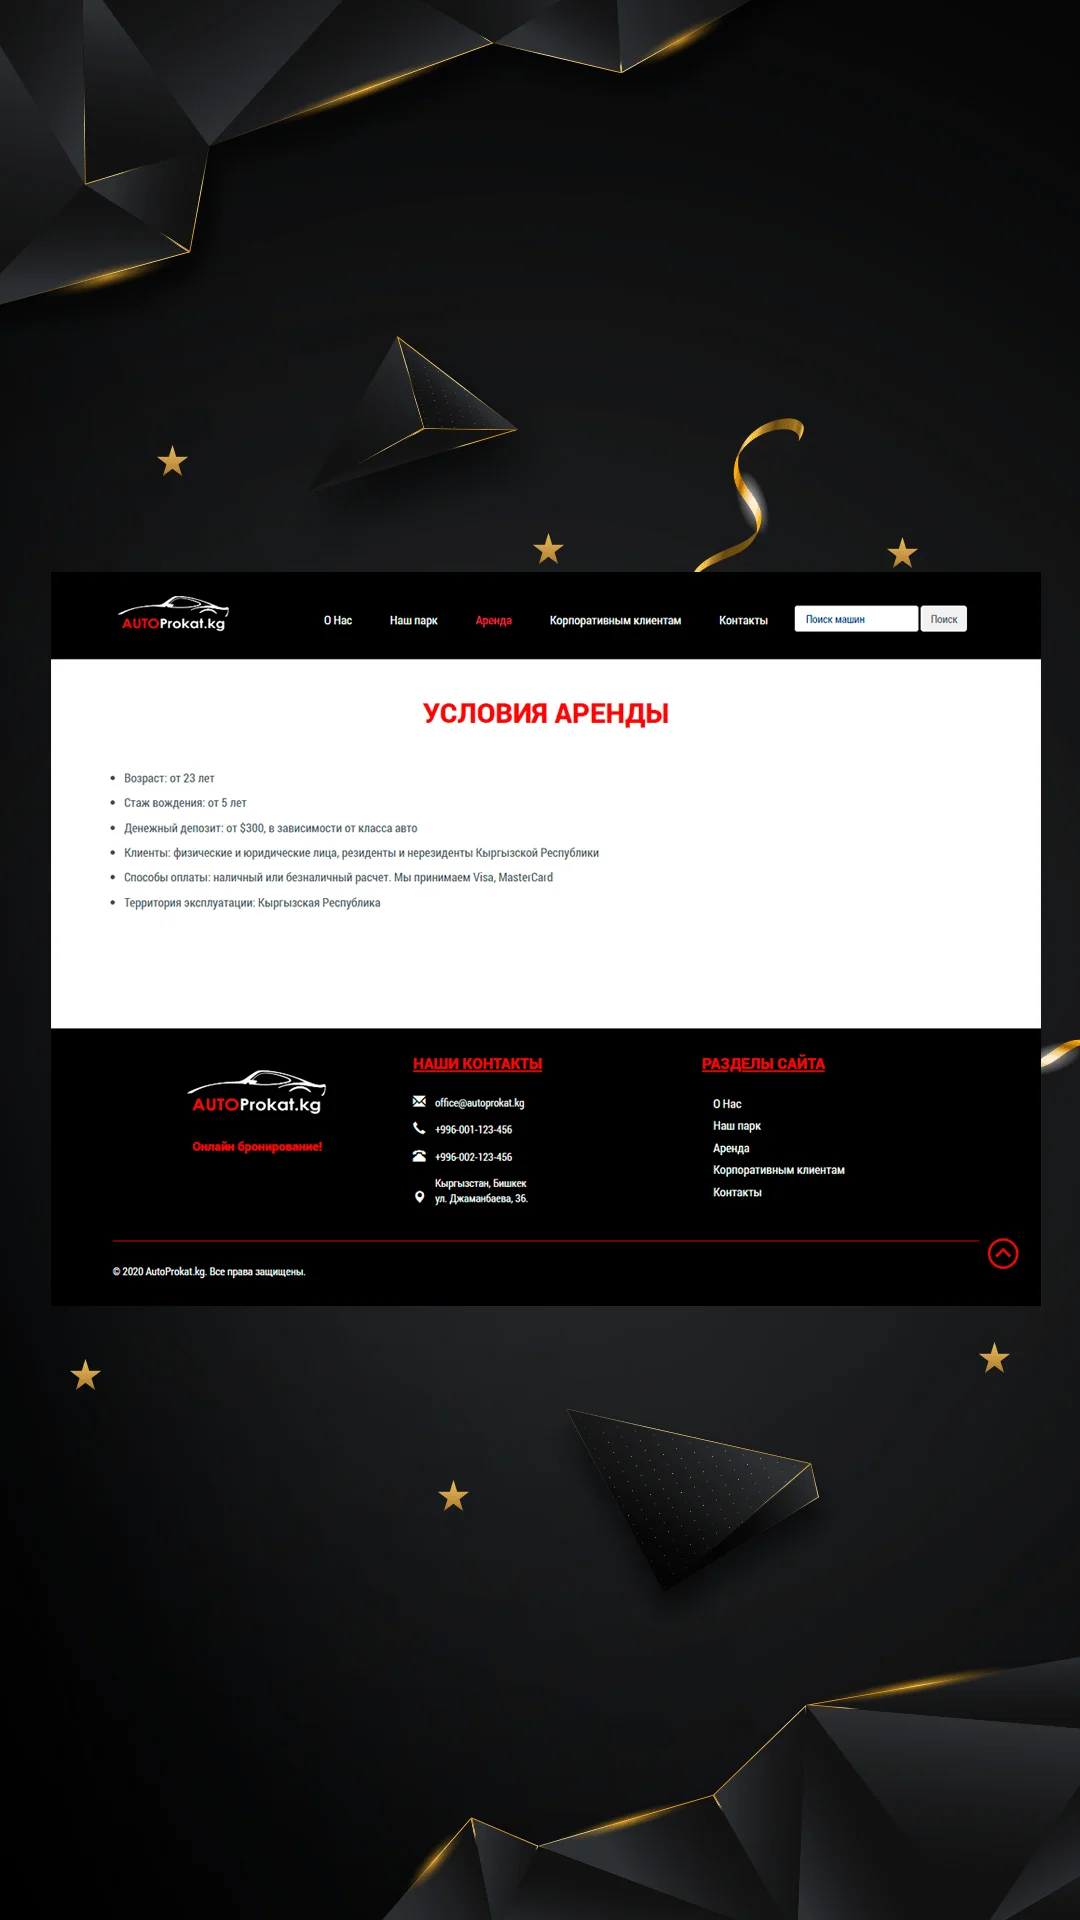 AUTOProkat.kg
О Нас
Наш парк
Аренда
Корпоративным клиентам
Контакты
Поиск машин
Поиск
УСЛОВИЯ АРЕНДЫ
Возраст: от 23 лет
Стаж вождения: от 5 лет
Денежный депозит: от $300, в зависимости от класса авто
Клиенты: физические и юридические лица, резиденты и нерезиденты Кыргызской Республики
Способы оплаты: наличный или безналичный расчет. Мы принимаем Visa, MasterCard
Территория эксплуатации: Кыргызская Республика
AUTOProkat.kg
Онлайн бронирование!
НАШИ КОНТАКТЫ
office@autoprokat.kg
+996-001-123-456
+996-002-123-456
Кыргызстан, Бишкек
ул. Джаманбаева, 36.
РАЗДЕЛЫ САЙТА
О Нас
Наш парк
Аренда
Корпоративным клиентам
Контакты
© 2020 AutoProkat.kg. Все права защищены.